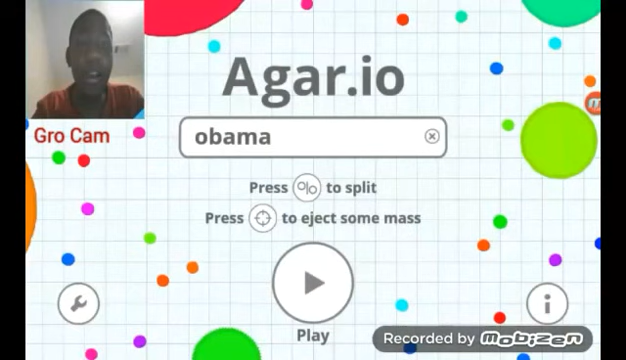 Agar.io
Gro Cam
obama
Press to split
Press to eject some mass
Play
Recorded by mobizen